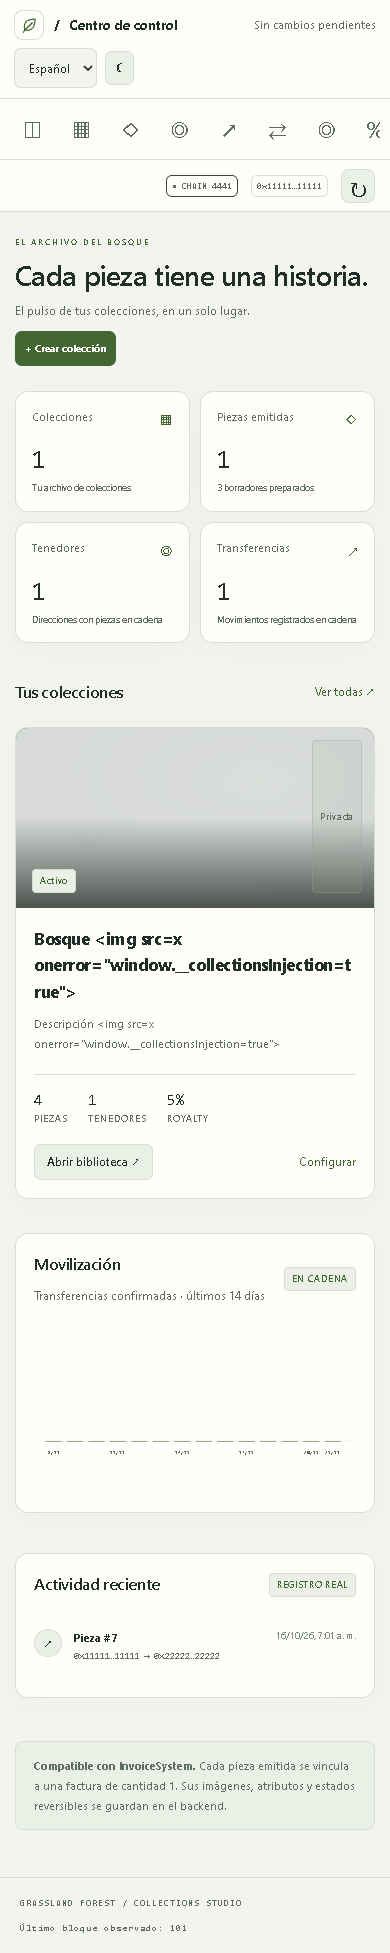 / Centro de control
Sin cambios pendientes
Español
CHAIN 4441
0x11111…11111
EL ARCHIVO DEL BOSQUE
Cada pieza tiene una historia.
El pulso de tus colecciones, en un solo lugar.
+ Crear colección
Colecciones
1
Tu archivo de colecciones
Piezas emitidas
1
3 borradores preparados
Tenedores
1
Direcciones con piezas en cadena
Transferencias
1
Movimientos registrados en cadena
Tus colecciones
Ver todas ↗
Privada
Activo
Bosque <img src=x
onerror="window.__collectionsInjection=t
rue">
Descripción <img src=x
onerror="window.__collectionsInjection=true">
4
PIEZAS
1
TENEDORES
5%
ROYALTY
Abrir biblioteca ↗
Configurar
Movilización
Transferencias confirmadas · últimos 14 días
EN CADENA
Actividad reciente
REGISTRO REAL
Pieza #7
0x11111…11111 → 0x22222…22222
16/10/26, 7:01 a. m.
Compatible con InvoiceSystem. Cada pieza emitida se vincula
a una factura de cantidad 1. Sus imágenes, atributos y estados
reversibles se guardan en el backend.
GRASSLAND FOREST / COLLECTIONS STUDIO
Último bloque observado: 101